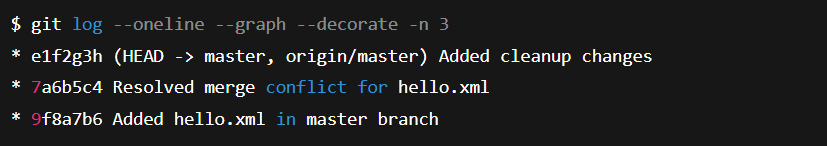 $ git log --oneline --graph --decorate -n 3
* e1f2g3h (HEAD -> master, origin/master) Added cleanup changes
* 7a6b5c4 Resolved merge conflict for hello.xml
* 9f8a7b6 Added hello.xml in master branch